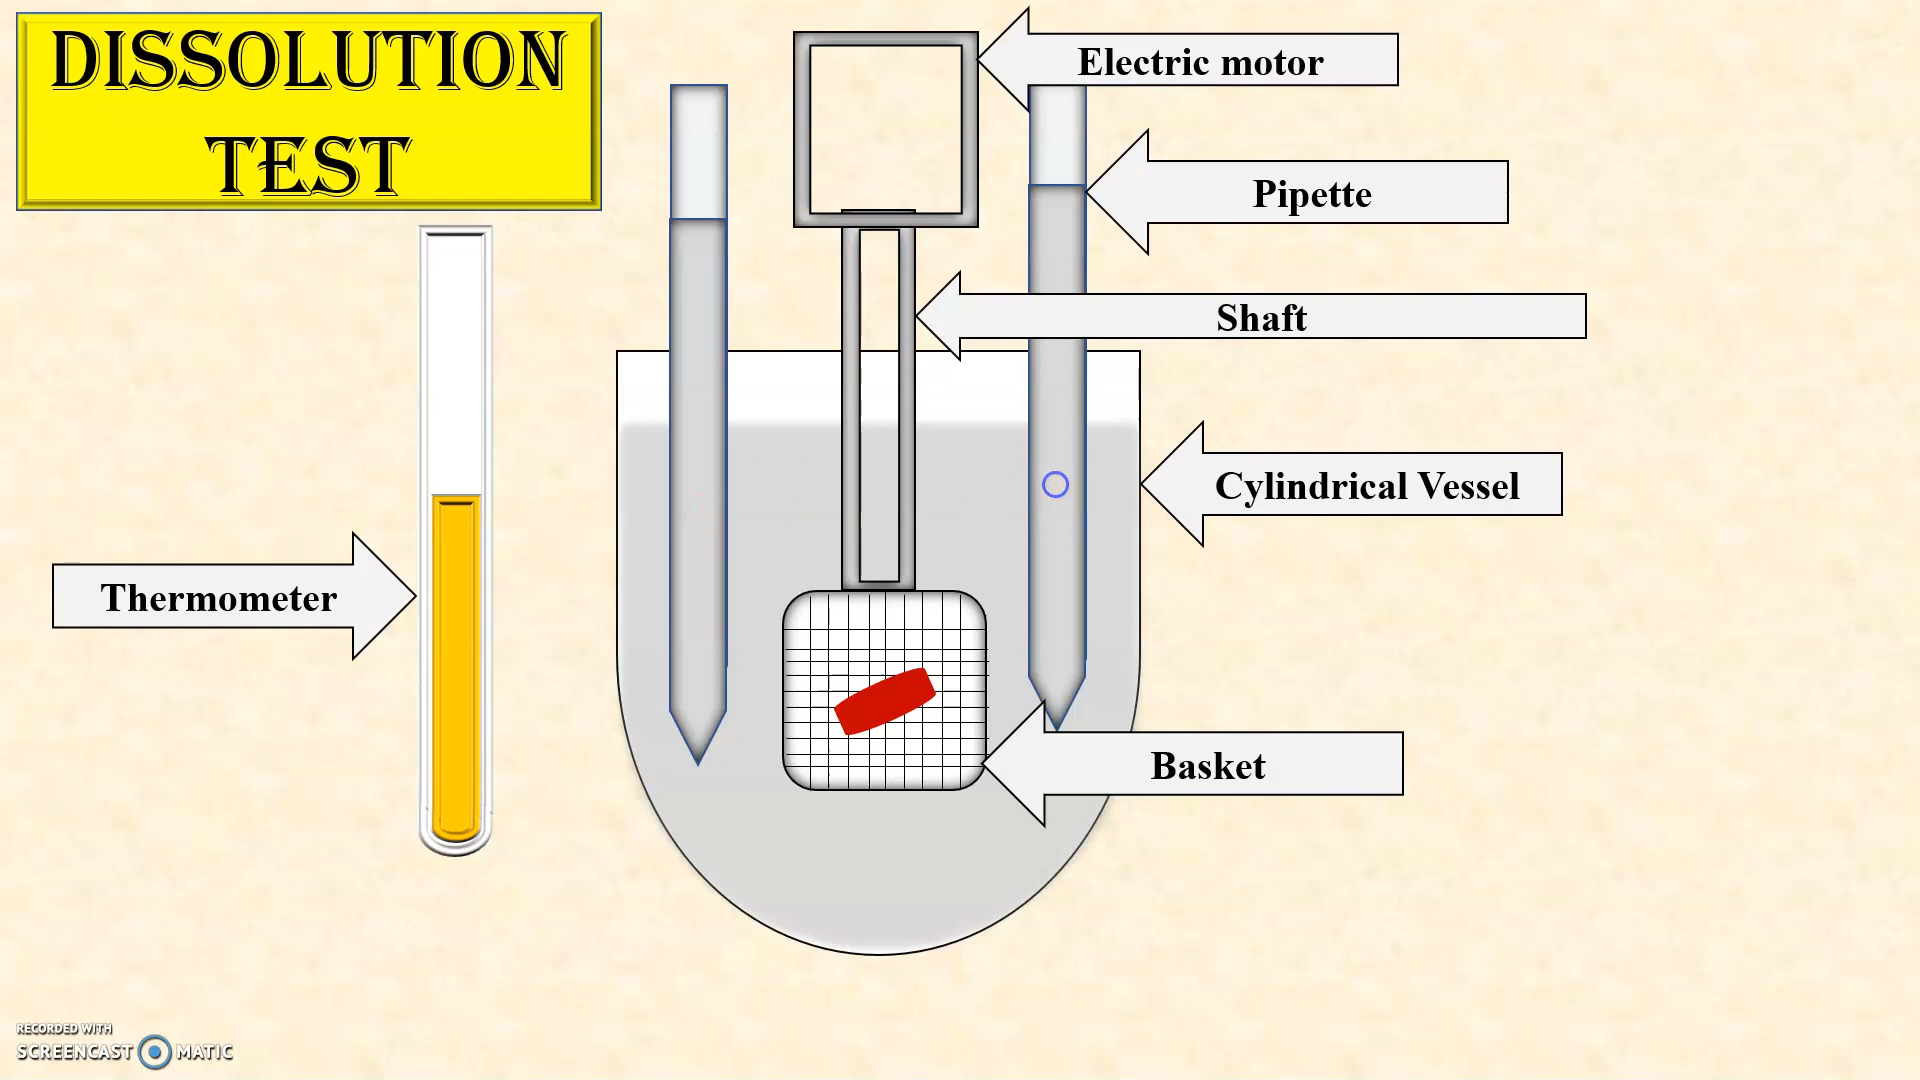 DISSOLUTION
TEST
Electric motor
Pipette
Shaft
Cylindrical Vessel
Thermometer
Basket
RECORDED WITH
SCREENCAST MATIC